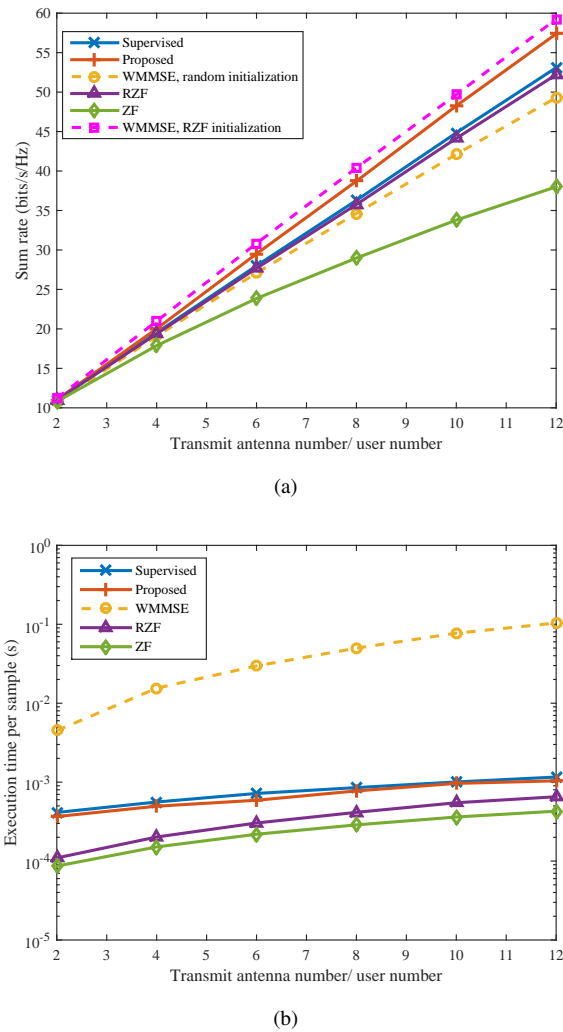 60
55
50
45
40
35
30
25
20
15
10
Sum rate (bits/s/Hz)
Supervised
Proposed
WMMSE, random initialization
RZF
ZF
WMMSE, RZF initialization
2 3 4 5 6 7 8 9 10 11 12
Transmit antenna number/ user number
(a)
10^0
10^-1
10^-2
10^-3
10^-4
10^-5
Execution time per sample (s)
Supervised
Proposed
WMMSE
RZF
ZF
2 3 4 5 6 7 8 9 10 11 12
Transmit antenna number/ user number
(b)